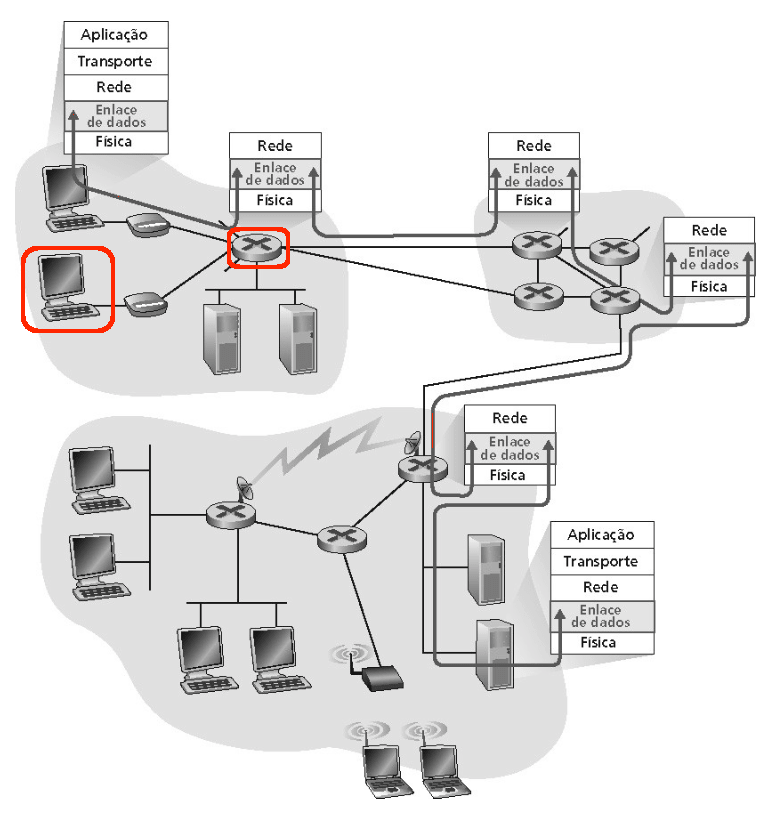 Aplicação
Transporte
Rede
Enlace
de dados
Física
Rede
Enlace
de dados
Física
Rede
Enlace
de dados
Física
Rede
Enlace
de dados
Física
Rede
Enlace
de dados
Física
Aplicação
Transporte
Rede
Enlace
de dados
Física